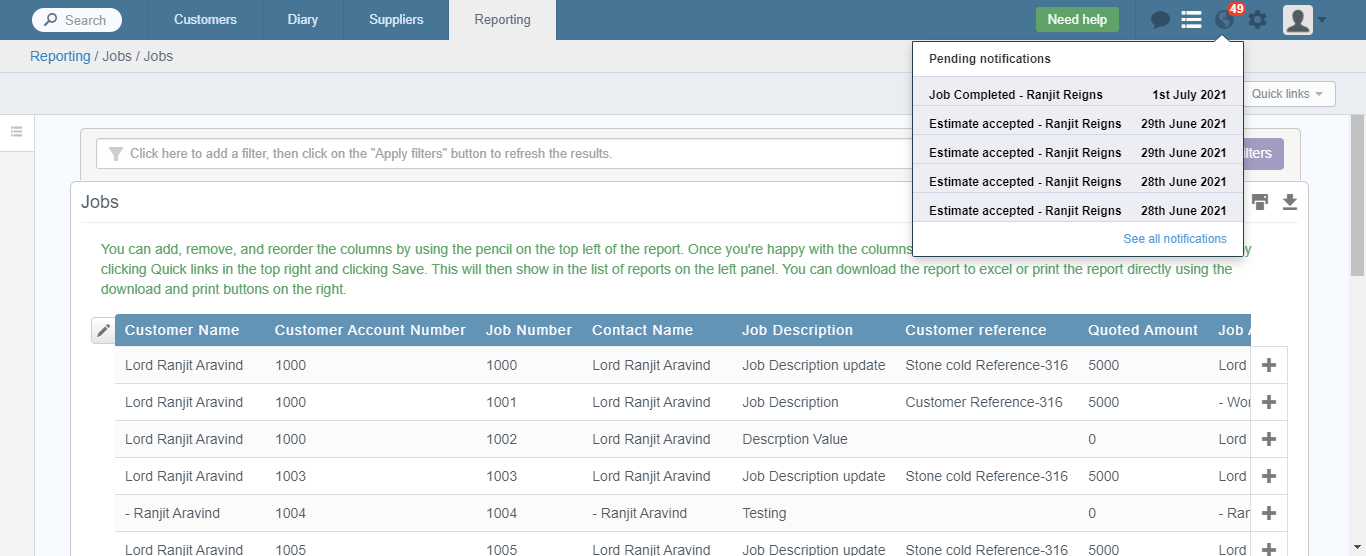 Search Customers Diary Suppliers Reporting Need help 49
Reporting / Jobs / Jobs
Pending notifications
Job Completed - Ranjit Reigns 1st July 2021
Estimate accepted - Ranjit Reigns 29th June 2021
Estimate accepted - Ranjit Reigns 29th June 2021
Estimate accepted - Ranjit Reigns 28th June 2021
Estimate accepted - Ranjit Reigns 28th June 2021
See all notifications
Quick links
Click here to add a filter, then click on the "Apply filters" button to refresh the results.
Jobs
You can add, remove, and reorder the columns by using the pencil on the top left of the report. Once you're happy with the columns
clicking Quick links in the top right and clicking Save. This will then show in the list of reports on the left panel. You can download the report to excel or print the report directly using the
download and print buttons on the right.
Customer Name Customer Account Number Job Number Contact Name Job Description Customer reference Quoted Amount Job
Lord Ranjit Aravind 1000 1000 Lord Ranjit Aravind Job Description update Stone cold Reference-316 5000 Lord
Lord Ranjit Aravind 1000 1001 Lord Ranjit Aravind Job Description Customer Reference-316 5000 -
Lord Ranjit Aravind 1000 1002 Lord Ranjit Aravind Descrption Value 0 Lord
Lord Ranjit Aravind 1003 1003 Lord Ranjit Aravind Job Description update Stone cold Reference-316 5000 Lord
- Ranjit Aravind 1004 1004 - Ranjit Aravind Testing 0 -
Lord Ranjit Aravind 1005 1005 Lord Ranjit Aravind Job Description update Stone cold Reference-316 5000 Lord